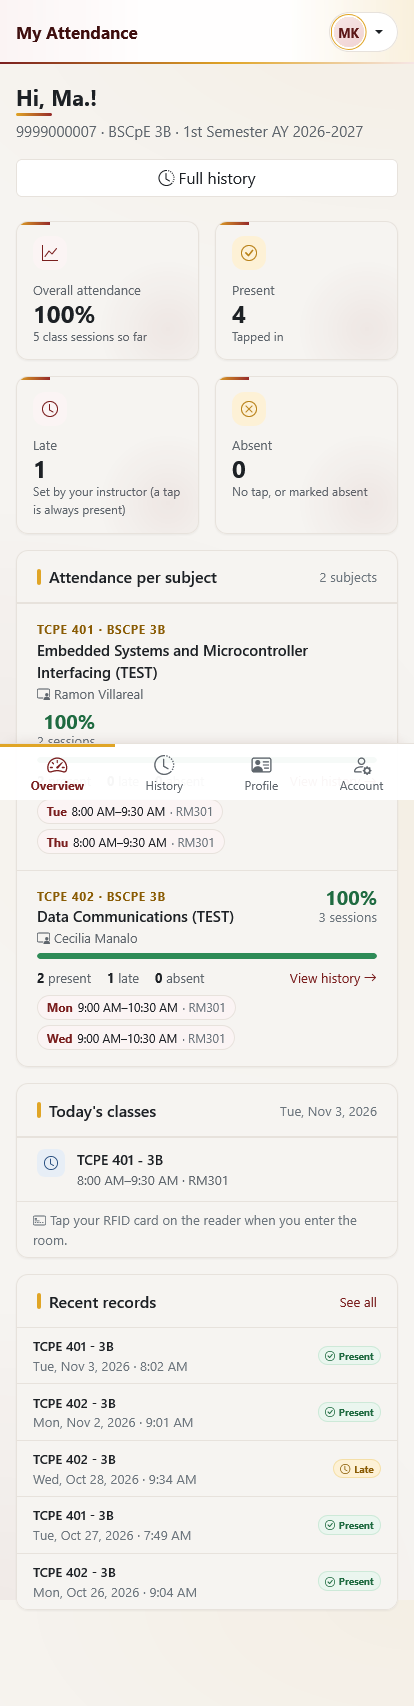 My Attendance
MK
Hi, Ma.!
9999000007 · BSCpE 3B · 1st Semester AY 2026-2027
Full history
Overall attendance
100%
5 class sessions so far
Present
4
Tapped in
Late
1
Set by your instructor (a tap
is always present)
Absent
0
No tap, or marked absent
Attendance per subject
2 subjects
TCPE 401 · BSCPE 3B
Embedded Systems and Microcontroller
Interfacing (TEST)
Ramon Villareal
100%
2 sessions
Overview
History
Profile
Account
Tue 8:00 AM–9:30 AM · RM301
Thu 8:00 AM–9:30 AM · RM301
TCPE 402 · BSCPE 3B
100%
Data Communications (TEST)
3 sessions
Cecilia Manalo
2 present 1 late 0 absent
View history →
Mon 9:00 AM–10:30 AM · RM301
Wed 9:00 AM–10:30 AM · RM301
Today's classes
Tue, Nov 3, 2026
TCPE 401 - 3B
8:00 AM–9:30 AM · RM301
Tap your RFID card on the reader when you enter the
room.
Recent records
See all
TCPE 401 - 3B
Tue, Nov 3, 2026 · 8:02 AM
Present
TCPE 402 - 3B
Mon, Nov 2, 2026 · 9:01 AM
Present
TCPE 402 - 3B
Wed, Oct 28, 2026 · 9:34 AM
Late
TCPE 401 - 3B
Tue, Oct 27, 2026 · 7:49 AM
Present
TCPE 402 - 3B
Mon, Oct 26, 2026 · 9:04 AM
Present